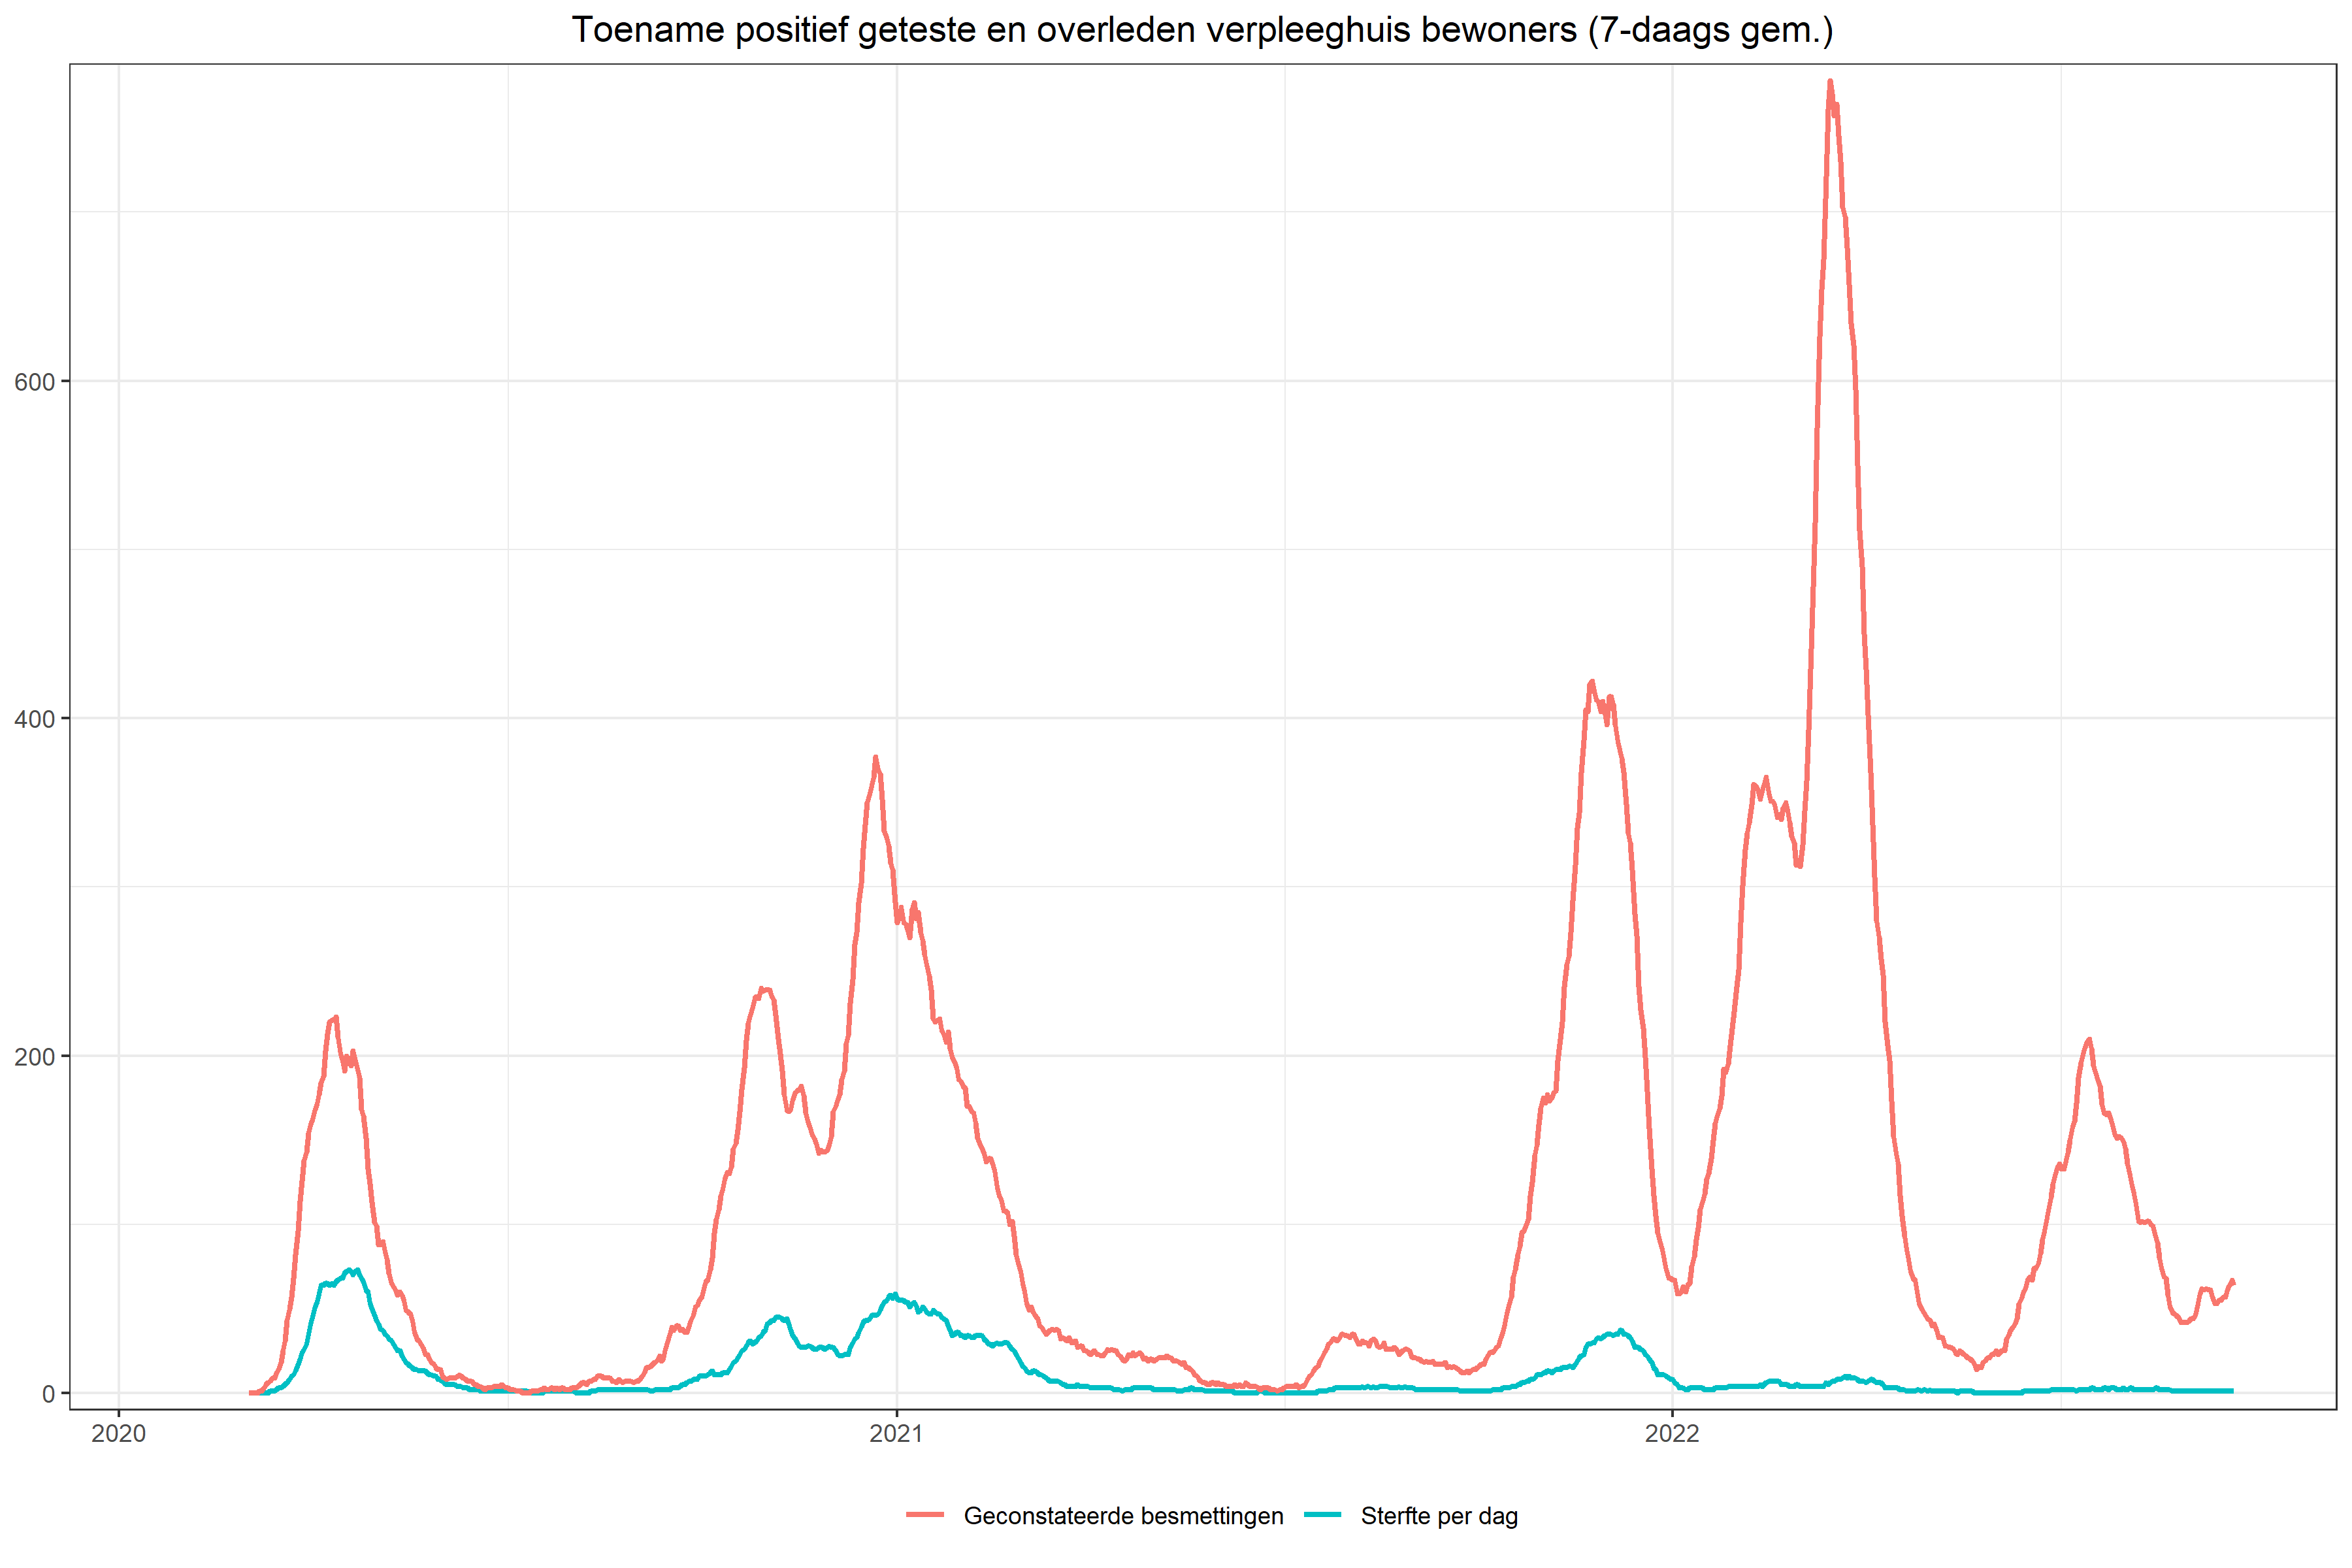 Toename positief geteste en overleden verpleeghuis bewoners (7-daags gem.)
600
400
200
0
2020 2021 2022
Geconstateerde besmettingen Sterfte per dag